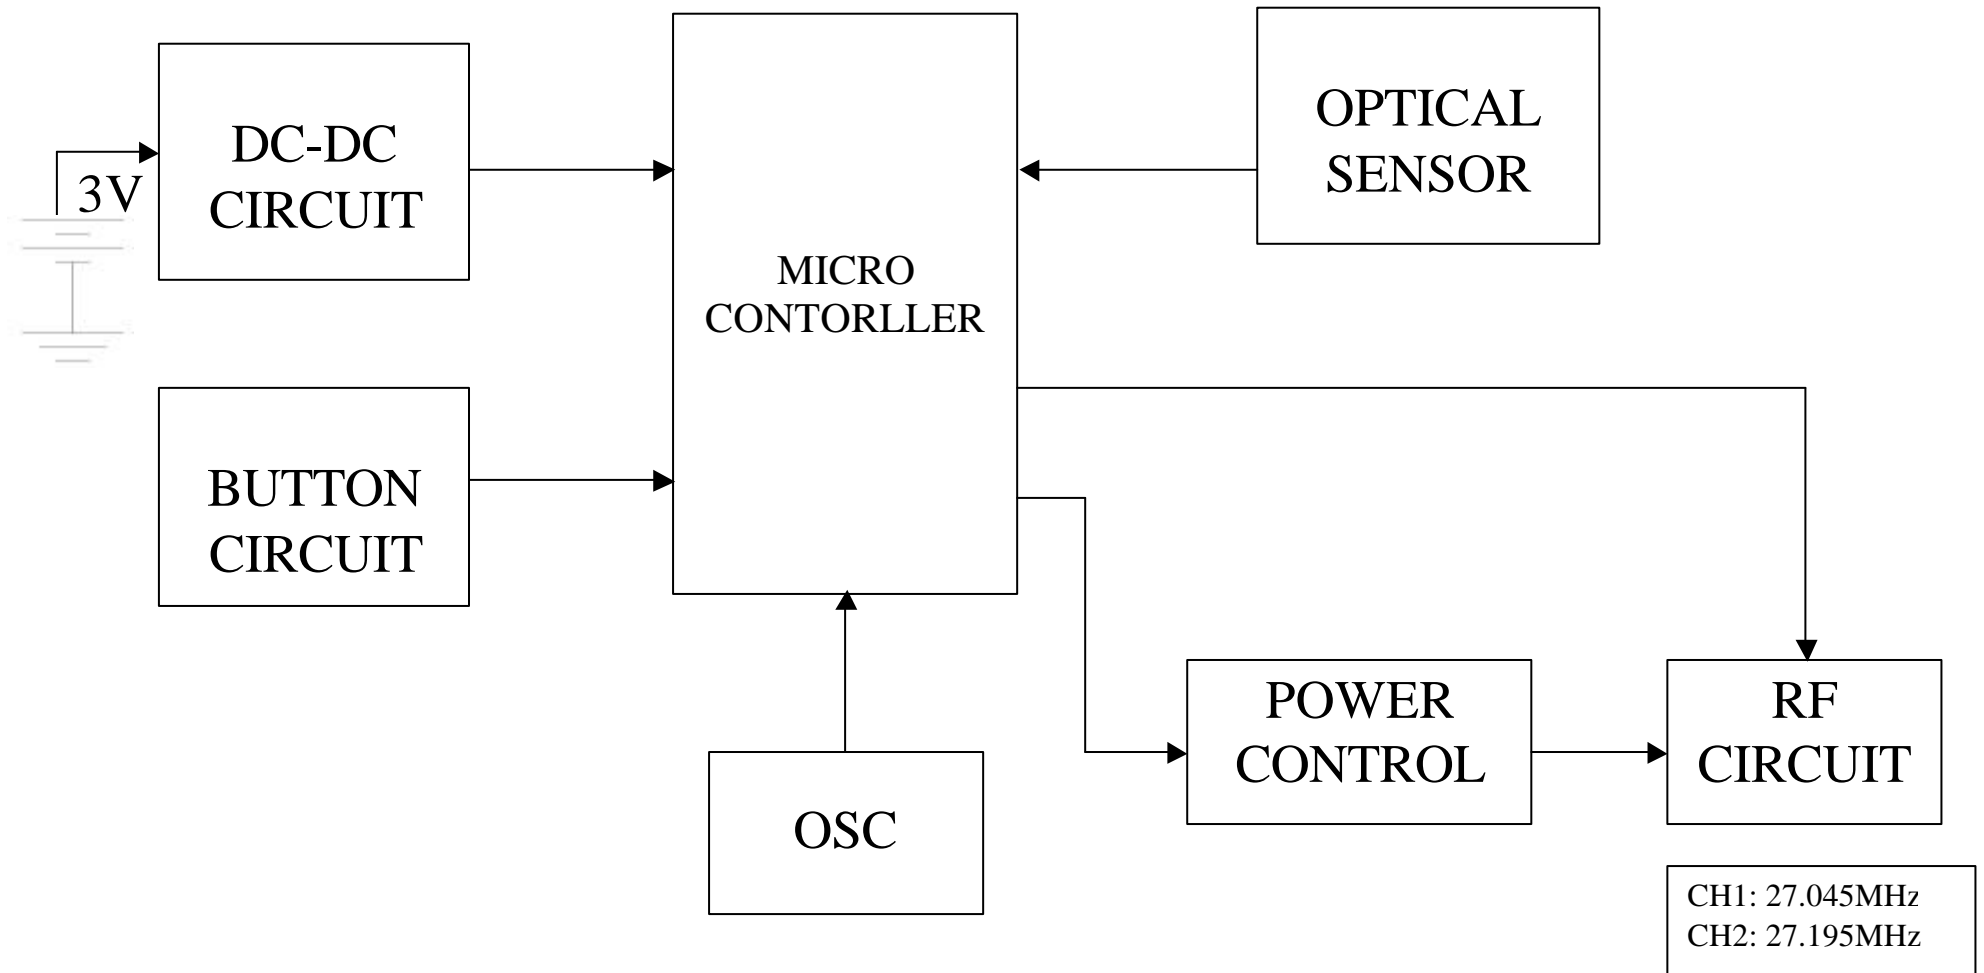 3V
DC-DC
CIRCUIT
MICRO
CONTORLLER
OPTICAL
SENSOR
BUTTON
CIRCUIT
OSC
POWER
CONTROL
RF
CIRCUIT
CH1: 27.045MHz
CH2: 27.195MHz